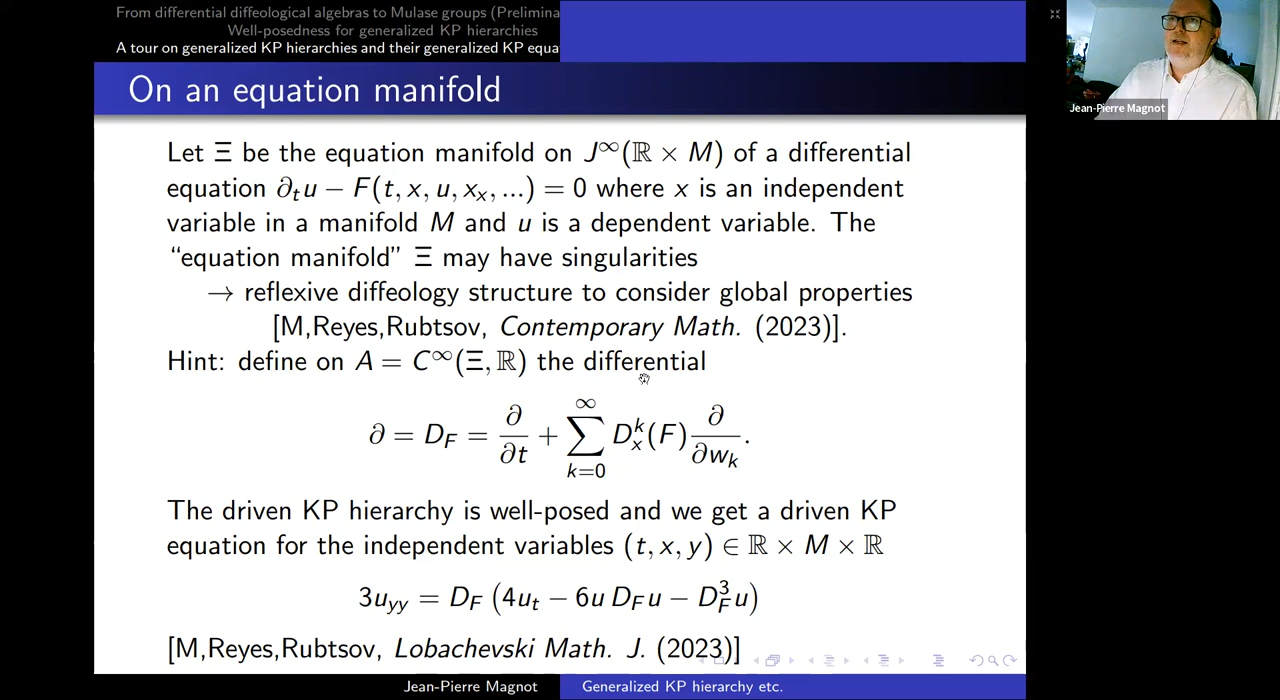 From differential diffeological algebras to Mulase groups (Prelimina
Well-posedness for generalized KP hierarchies
A tour on generalized KP hierarchies and their generalized KP equa
On an equation manifold
Let Ξ be the equation manifold on J^∞(ℝ × M) of a differential
equation ∂_t u − F(t, x, u, x_x, ...) = 0 where x is an independent
variable in a manifold M and u is a dependent variable. The
“equation manifold” Ξ may have singularities
→ reflexive diffeology structure to consider global properties
[M,Reyes,Rubtsov, Contemporary Math. (2023)].
Hint: define on A = C^∞(Ξ, ℝ) the differential
∂ = D_F = ∂/∂t + ∑_{k=0}^{∞} D_x^k(F) ∂/∂w_k.
The driven KP hierarchy is well-posed and we get a driven KP
equation for the independent variables (t, x, y) ∈ ℝ × M × ℝ
3u_{yy} = D_F (4u_t − 6u D_F u − D_F^3 u)
[M,Reyes,Rubtsov, Lobachevski Math. J. (2023)]
Jean-Pierre Magnot
Generalized KP hierarchy etc.
Jean-Pierre Magnot